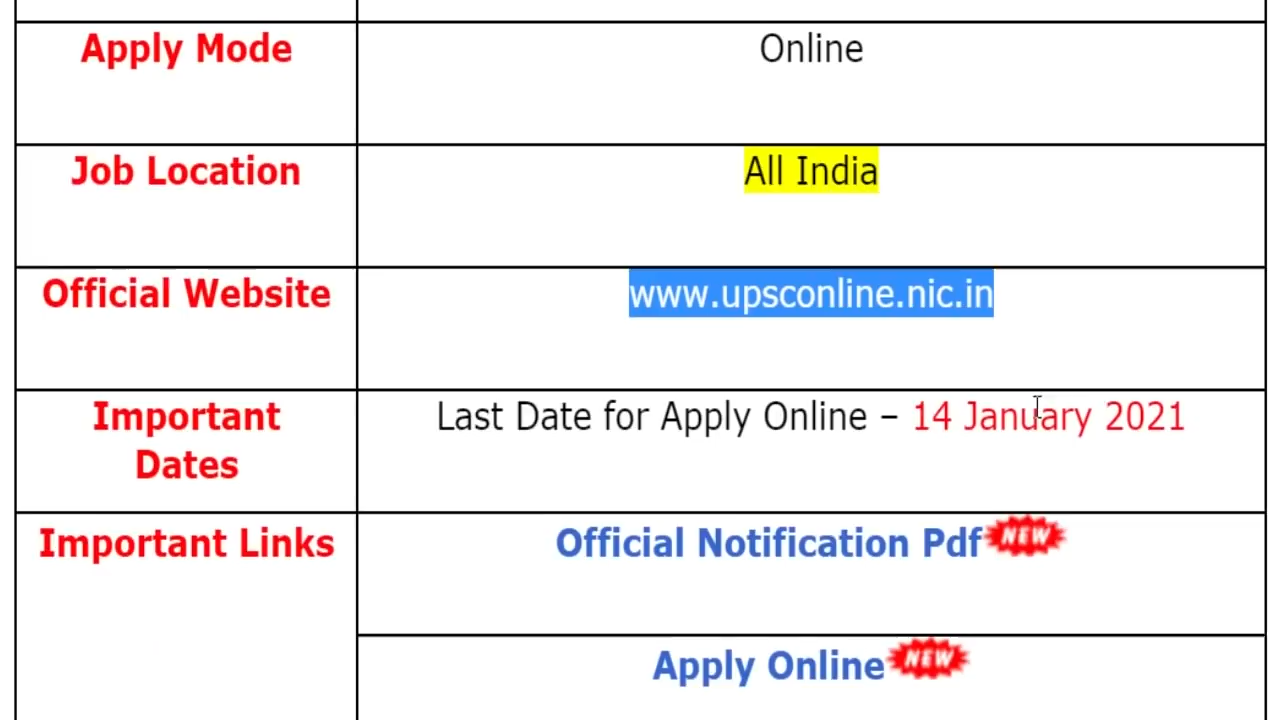 Apply Mode
Online
Job Location
All India
Official Website
www.upsconline.nic.in
Important
Dates
Last Date for Apply Online – 14 January 2021
Important Links
Official Notification Pdf NEW
Apply Online NEW